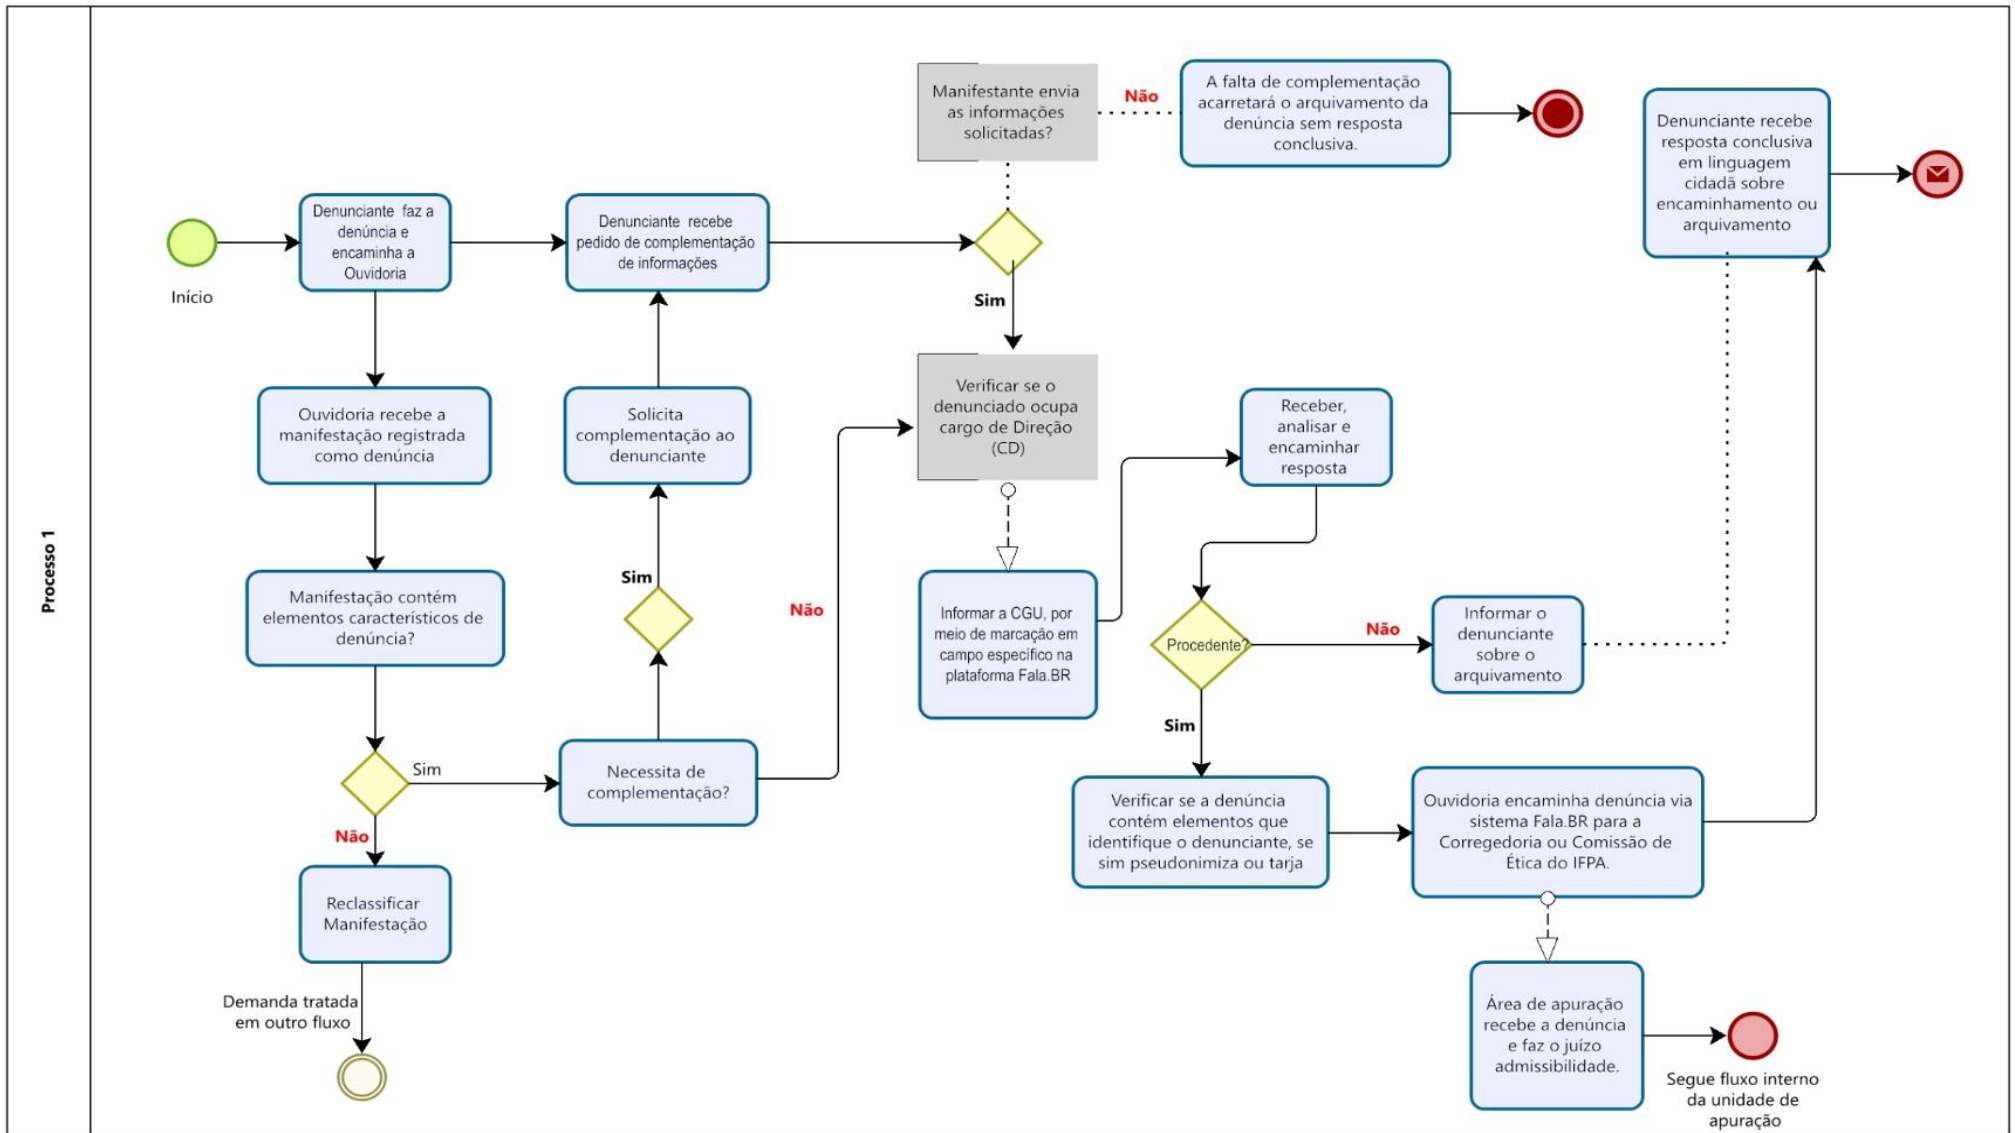 Processo 1
Início
Denunciante faz a
denúncia e
encaminha a
Ouvidoria
Denunciante recebe
pedido de complementação
de informações
Manifestante envia
as informações
solicitadas?
Não
A falta de complementação
acarretará o arquivamento da
denúncia sem resposta
conclusiva.
Denunciante recebe
resposta conclusiva
em linguagem
cidadã sobre
encaminhamento ou
arquivamento
Sim
Ouvidoria recebe a
manifestação registrada
como denúncia
Solicita
complementação ao
denunciante
Verificar se o
denunciado ocupa
cargo de Direção
(CD)
Receber,
analisar e
encaminhar
resposta
Manifestação contém
elementos característicos de
denúncia?
Sim
Não
Informar a CGU, por
meio de marcação em
campo específico na
plataforma Fala.BR
Procedente?
Não
Informar o
denunciante
sobre o
arquivamento
Sim
Sim
Necessita de
complementação?
Verificar se a denúncia
contém elementos que
identifique o denunciante, se
sim pseudonimiza ou tarja
Ouvidoria encaminha denúncia via
sistema Fala.BR para a
Corregedoria ou Comissão de
Ética do IFPA.
Não
Reclassificar
Manifestação
Demanda tratada
em outro fluxo
Área de apuração
recebe a denúncia
e faz o juízo
admissibilidade.
Segue fluxo interno
da unidade de
apuração